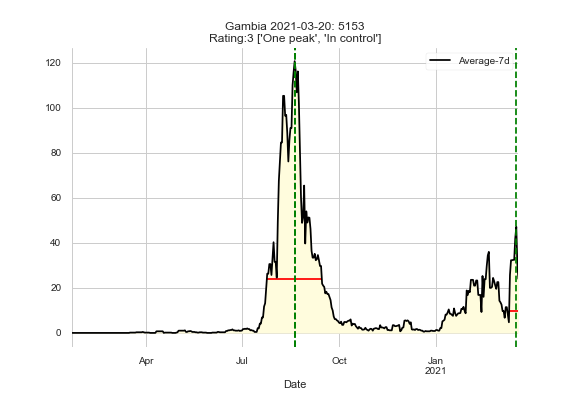 Gambia 2021-03-20: 5153
Rating:3 ['One peak', 'In control']
Average-7d
120
100
80
60
40
20
0
Apr
Jul
Oct
Jan
2021
Date